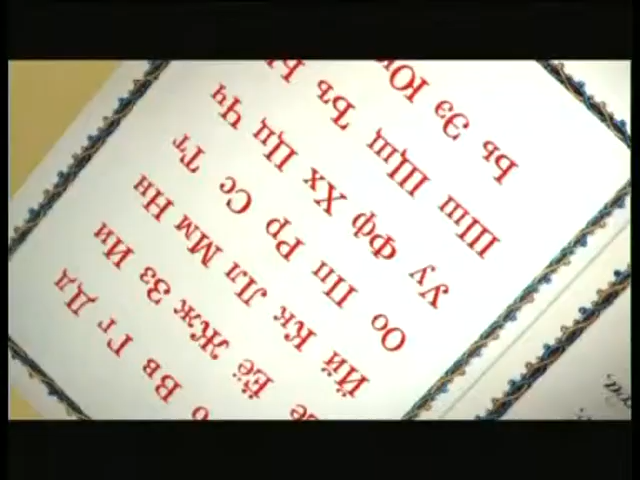 Вв Гг Дд
Ёё Жж Зз Ии
Йй Кк Лл Мм Нн
Оо Пп Рр Сс Тт
Уу Фф Хх Цц Чч
Шш Щщ Ъъ
Ьь Ээ Ю